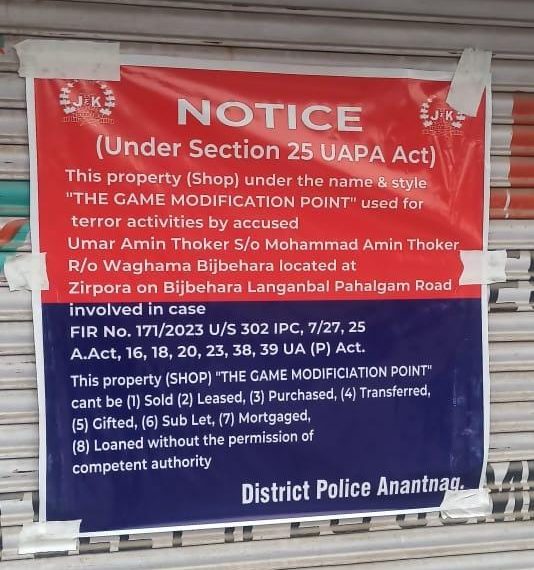 J&K
J&K
NOTICE
(Under Section 25 UAPA Act)
This property (Shop) under the name & style
"THE GAME MODIFICATION POINT" used for
terror activities by accused
Umar Amin Thoker S/o Mohammad Amin Thoker
R/o Waghama Bijbehara located at
Zirpora on Bijbehara Langanbal Pahalgam Road
involved in case
FIR No. 171/2023 U/S 302 IPC, 7/27, 25
A.Act, 16, 18, 20, 23, 38, 39 UA (P) Act.
This property (SHOP) "THE GAME MODIFICIATION POINT"
cant be (1) Sold (2) Leased, (3) Purchased, (4) Transferred,
(5) Gifted, (6) Sub Let, (7) Mortgaged,
(8) Loaned without the permission of
competent authority
District Police Anantnag.